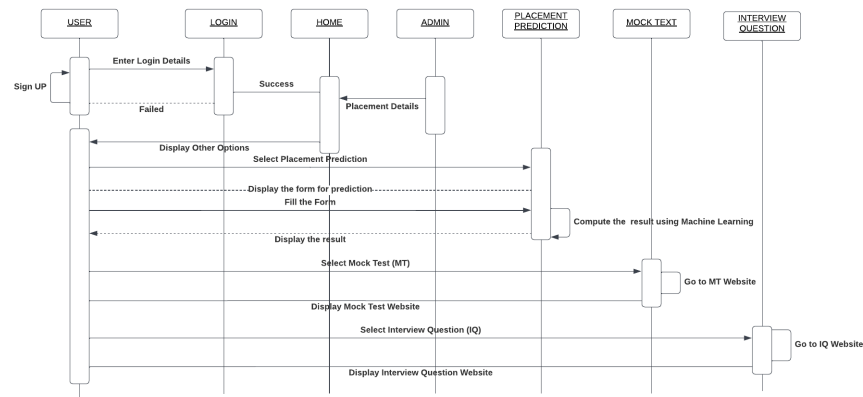 USER
LOGIN
HOME
ADMIN
PLACEMENT
PREDICTION
MOCK TEXT
INTERVIEW
QUESTION
Enter Login Details
Sign UP
Success
Failed
Placement Details
Display Other Options
Select Placement Prediction
Display the form for prediction
Fill the Form
Compute the result using Machine Learning
Display the result
Select Mock Test (MT)
Go to MT Website
Display Mock Test Website
Select Interview Question (IQ)
Go to IQ Website
Display Interview Question Website